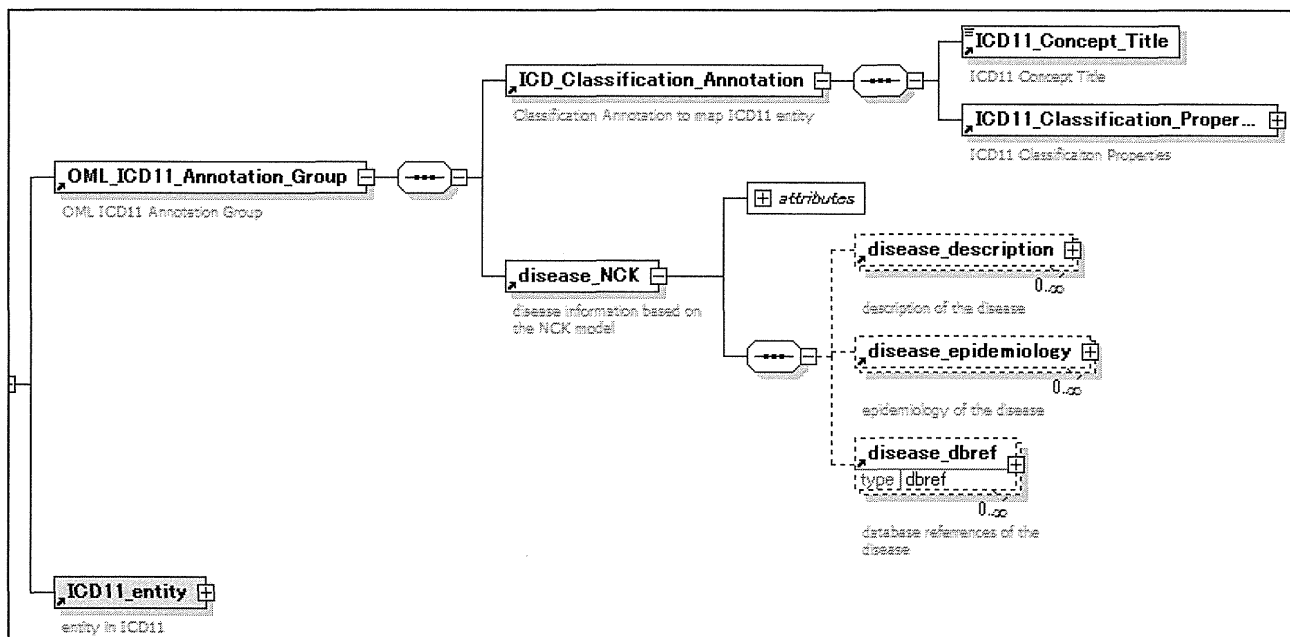 ICD11_Concept_Title
ICD11 Concept Title
ICD_Classification_Annotation
Classification Annotation to map ICD11 entity
ICD11_Classification_Proper...
ICD11 Classificaiton Properties
OML_ICD11_Annotation_Group
OML ICD11 Annotation Group
attributes
disease_description
0..∞
description of the disease
disease_NCK
disease information based on
the NCK model
disease_epidemiology
0..∞
epidemiology of the disease
disease_dbref
type dbref
0..∞
database references of the
disease
ICD11_entity
entity in ICD11